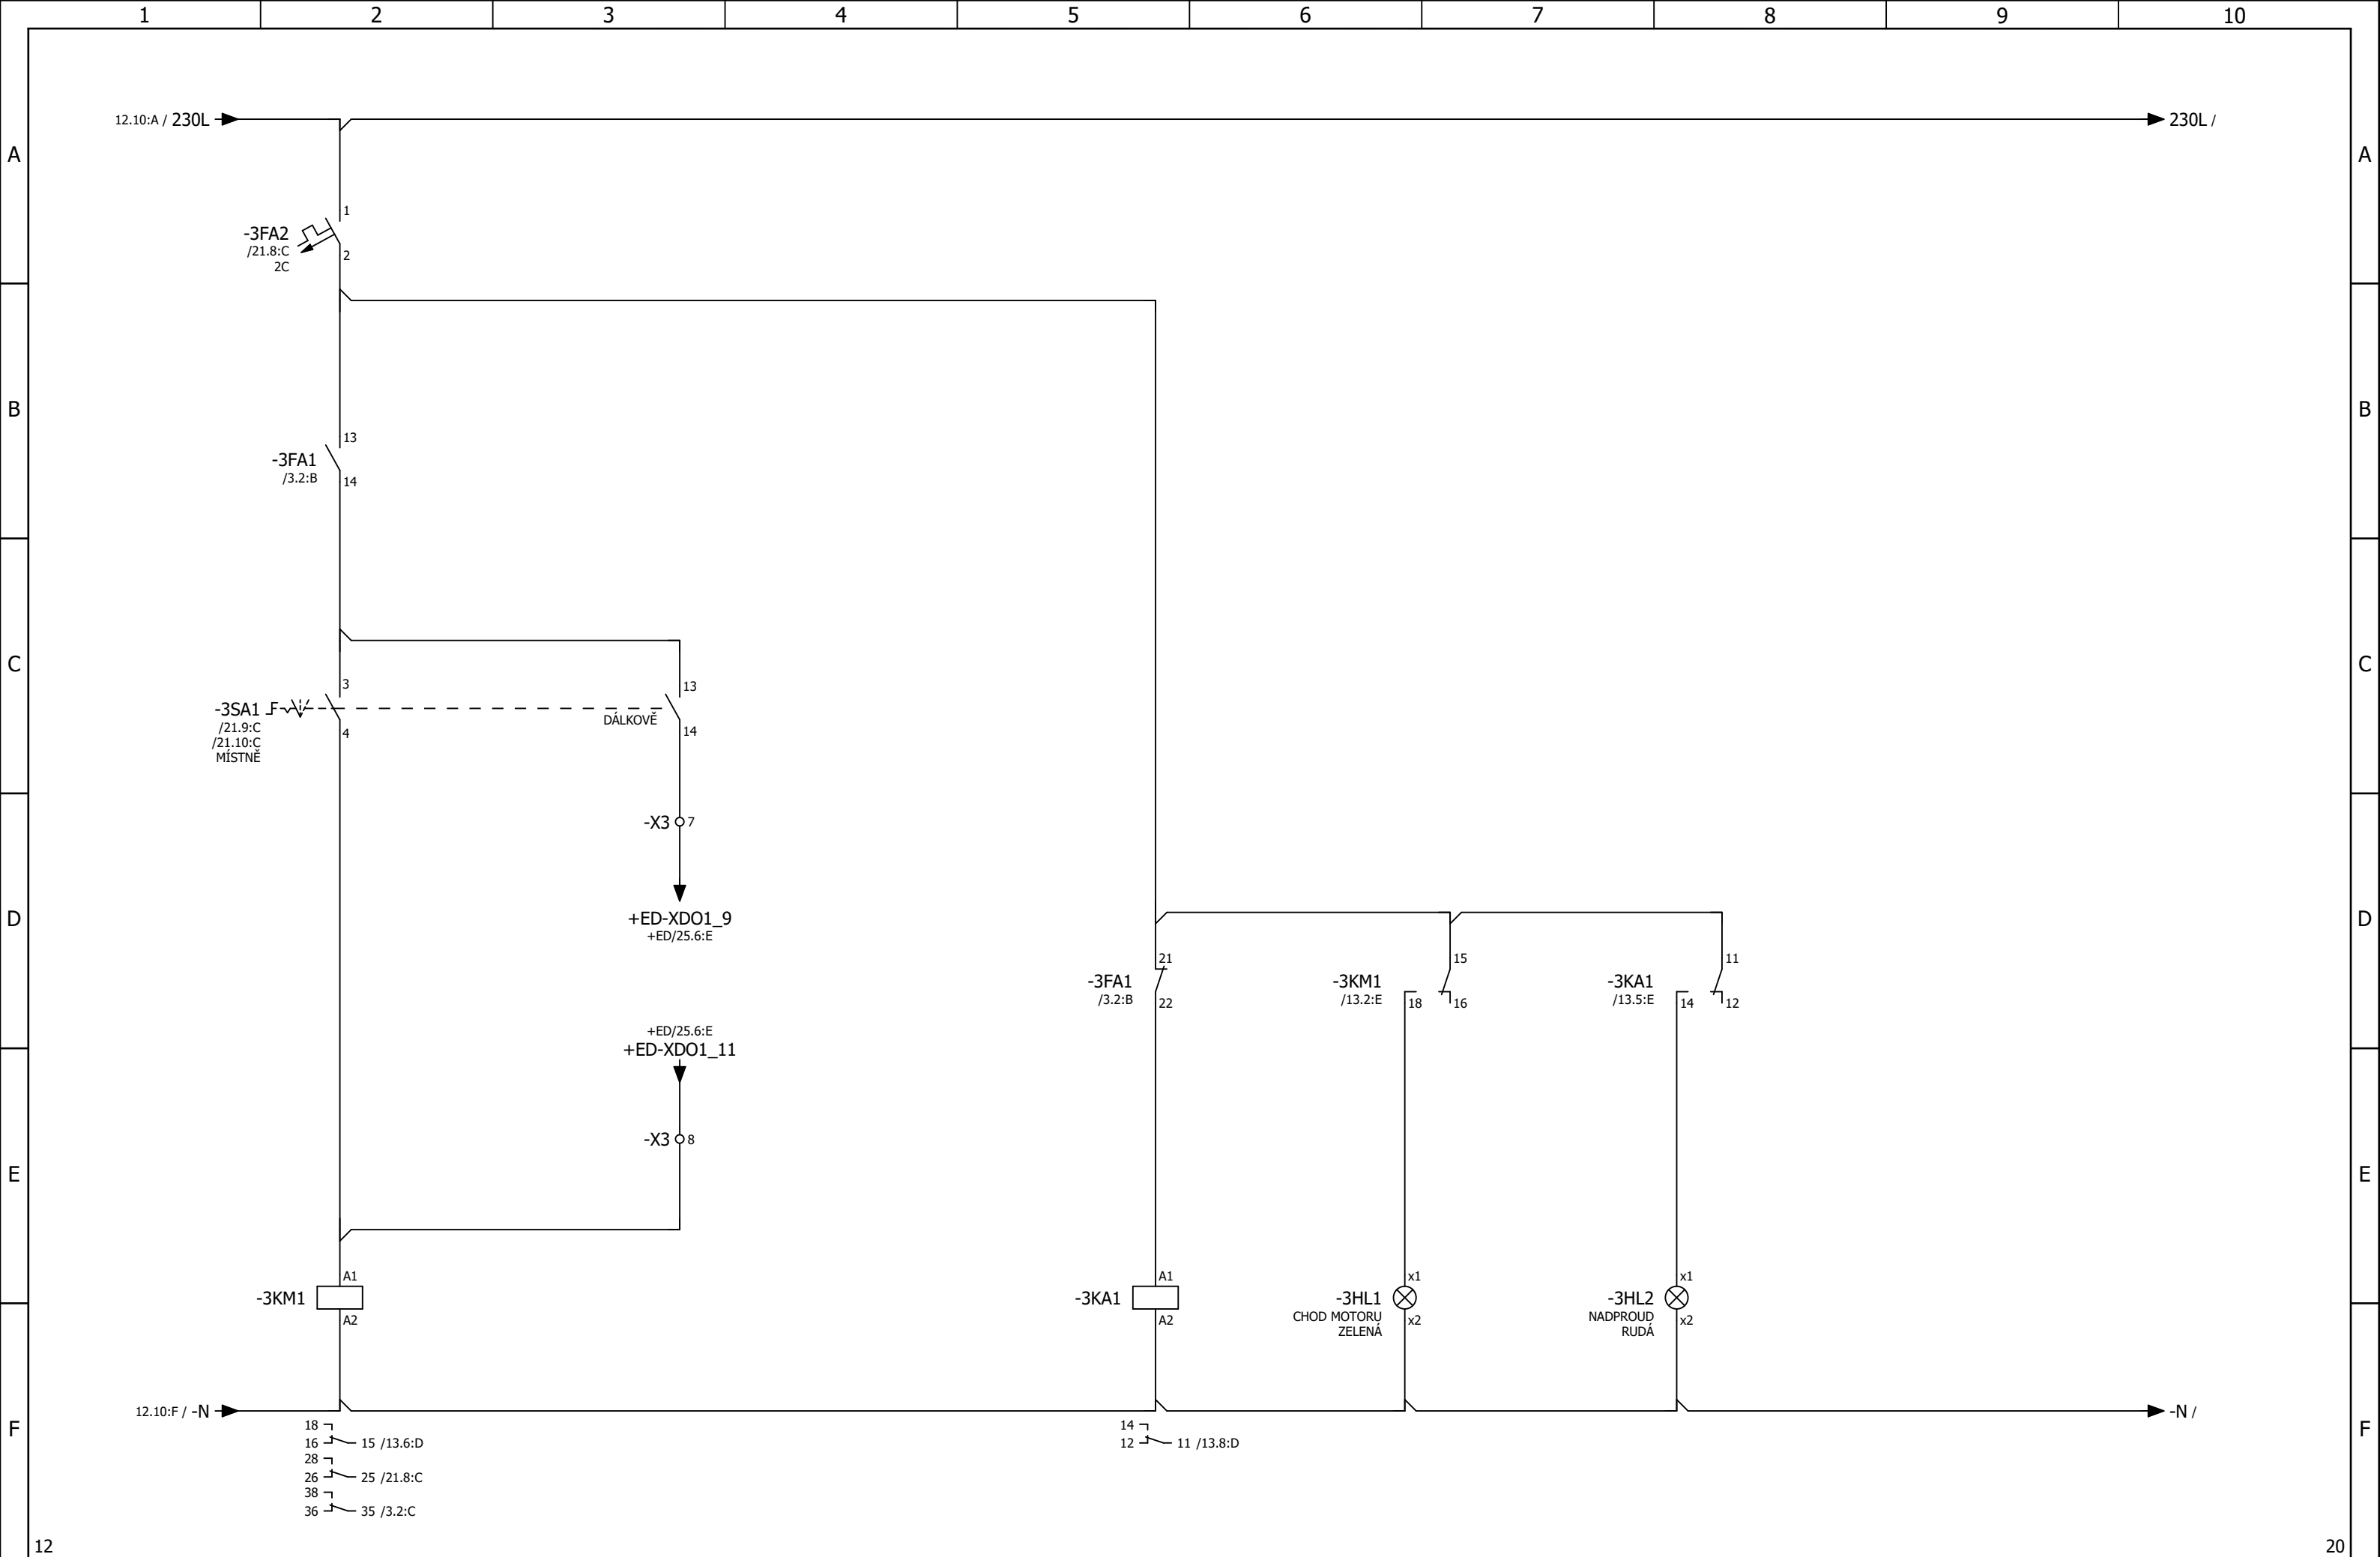 1 2 3 4 5 6 7 8 9 10
12.10:A / 230L
230L /
A
A
1
-3FA2
/21.8:C
2C
2
B
B
13
-3FA1
/3.2:B
14
C
C
3
-3SA1
/21.9:C
/21.10:C
MÍSTNĚ
4
13
DÁLKOVĚ
14
-X3
7
D
D
+ED-XDO1_9
+ED/25.6:E
21
-3FA1
/3.2:B
22
15
-3KM1
/13.2:E
18
16
11
-3KA1
/13.5:E
14
12
+ED/25.6:E
+ED-XDO1_11
-X3
8
E
E
A1
-3KM1
A2
A1
-3KA1
A2
x1
-3HL1
CHOD MOTORU
ZELENÁ
x2
x1
-3HL2
NADPROUD
RUDÁ
x2
12.10:F / -N
-N /
F
F
18
16 15 /13.6:D
28
26 25 /21.8:C
38
36 35 /3.2:C
14
12 11 /13.8:D
12
20